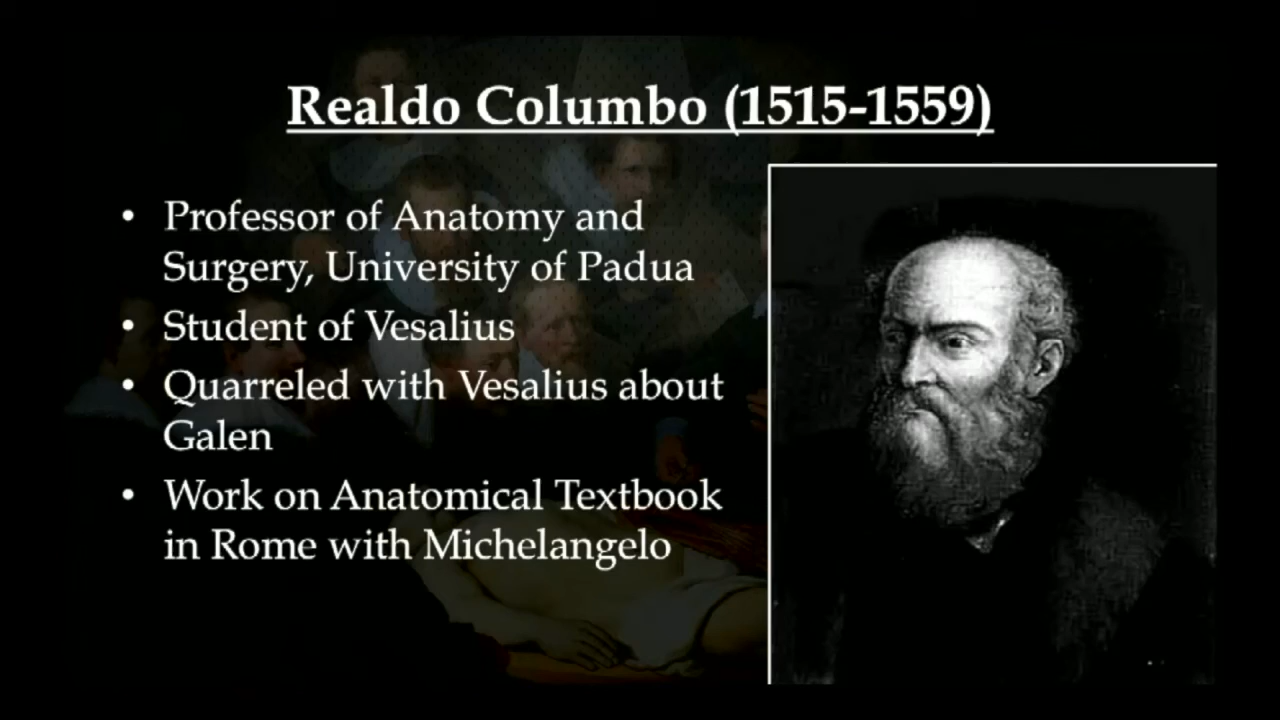 Realdo Columbo (1515-1559)
• Professor of Anatomy and
Surgery, University of Padua
• Student of Vesalius
• Quarreled with Vesalius about
Galen
• Work on Anatomical Textbook
in Rome with Michelangelo